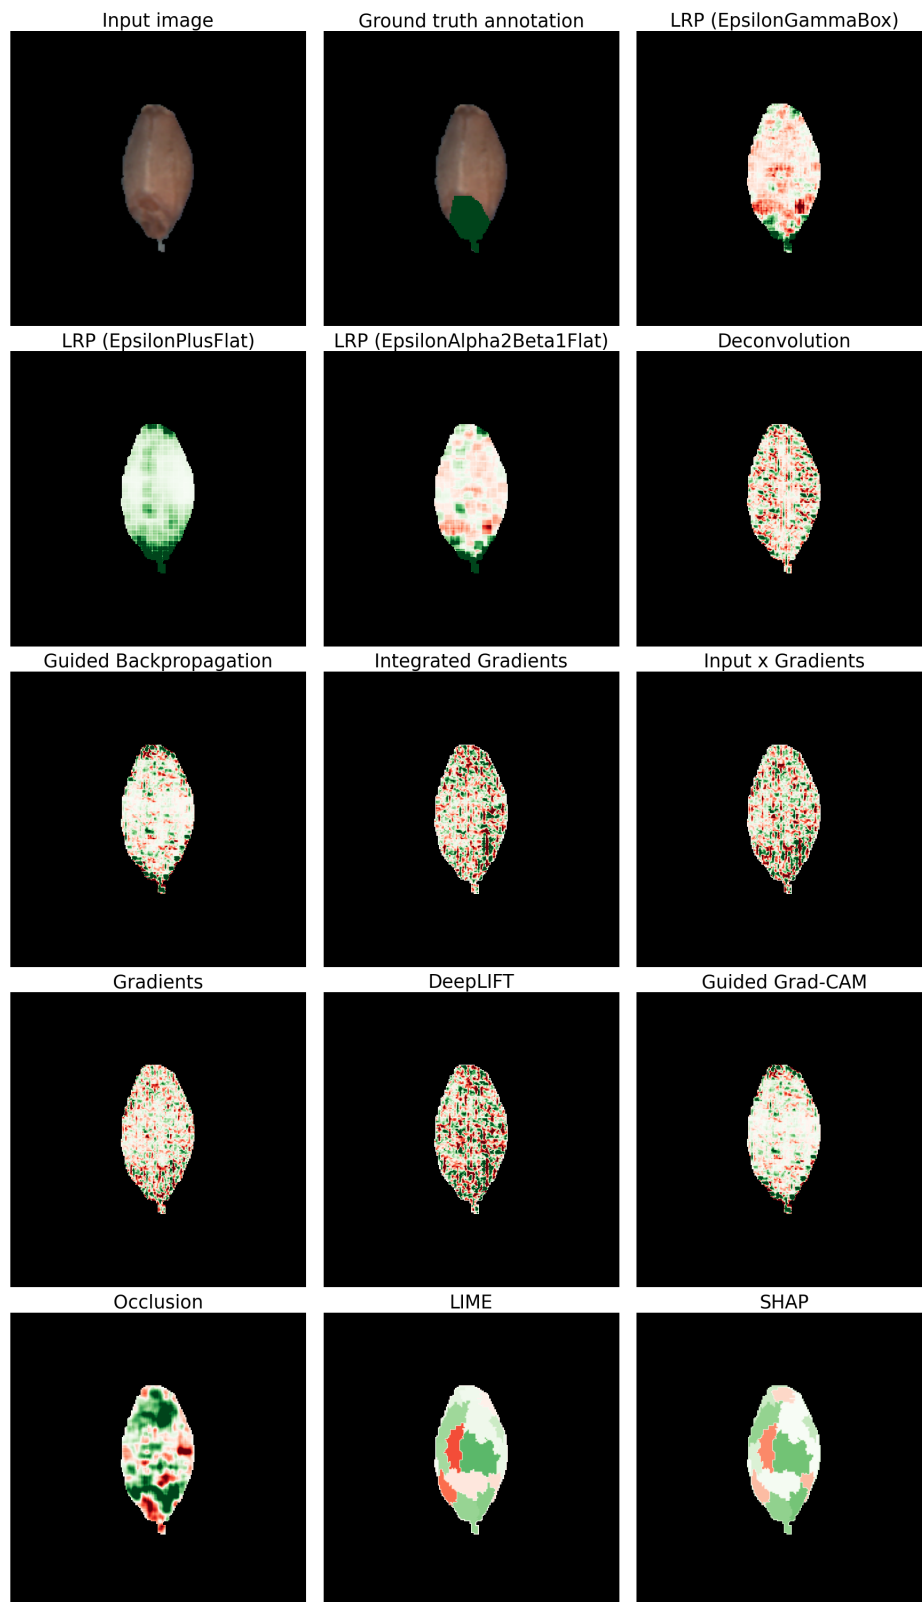 Input image
Ground truth annotation
LRP (EpsilonGammaBox)
LRP (EpsilonPlusFlat)
LRP (EpsilonAlpha2Beta1Flat)
Deconvolution
Guided Backpropagation
Integrated Gradients
Input x Gradients
Gradients
DeepLIFT
Guided Grad-CAM
Occlusion
LIME
SHAP